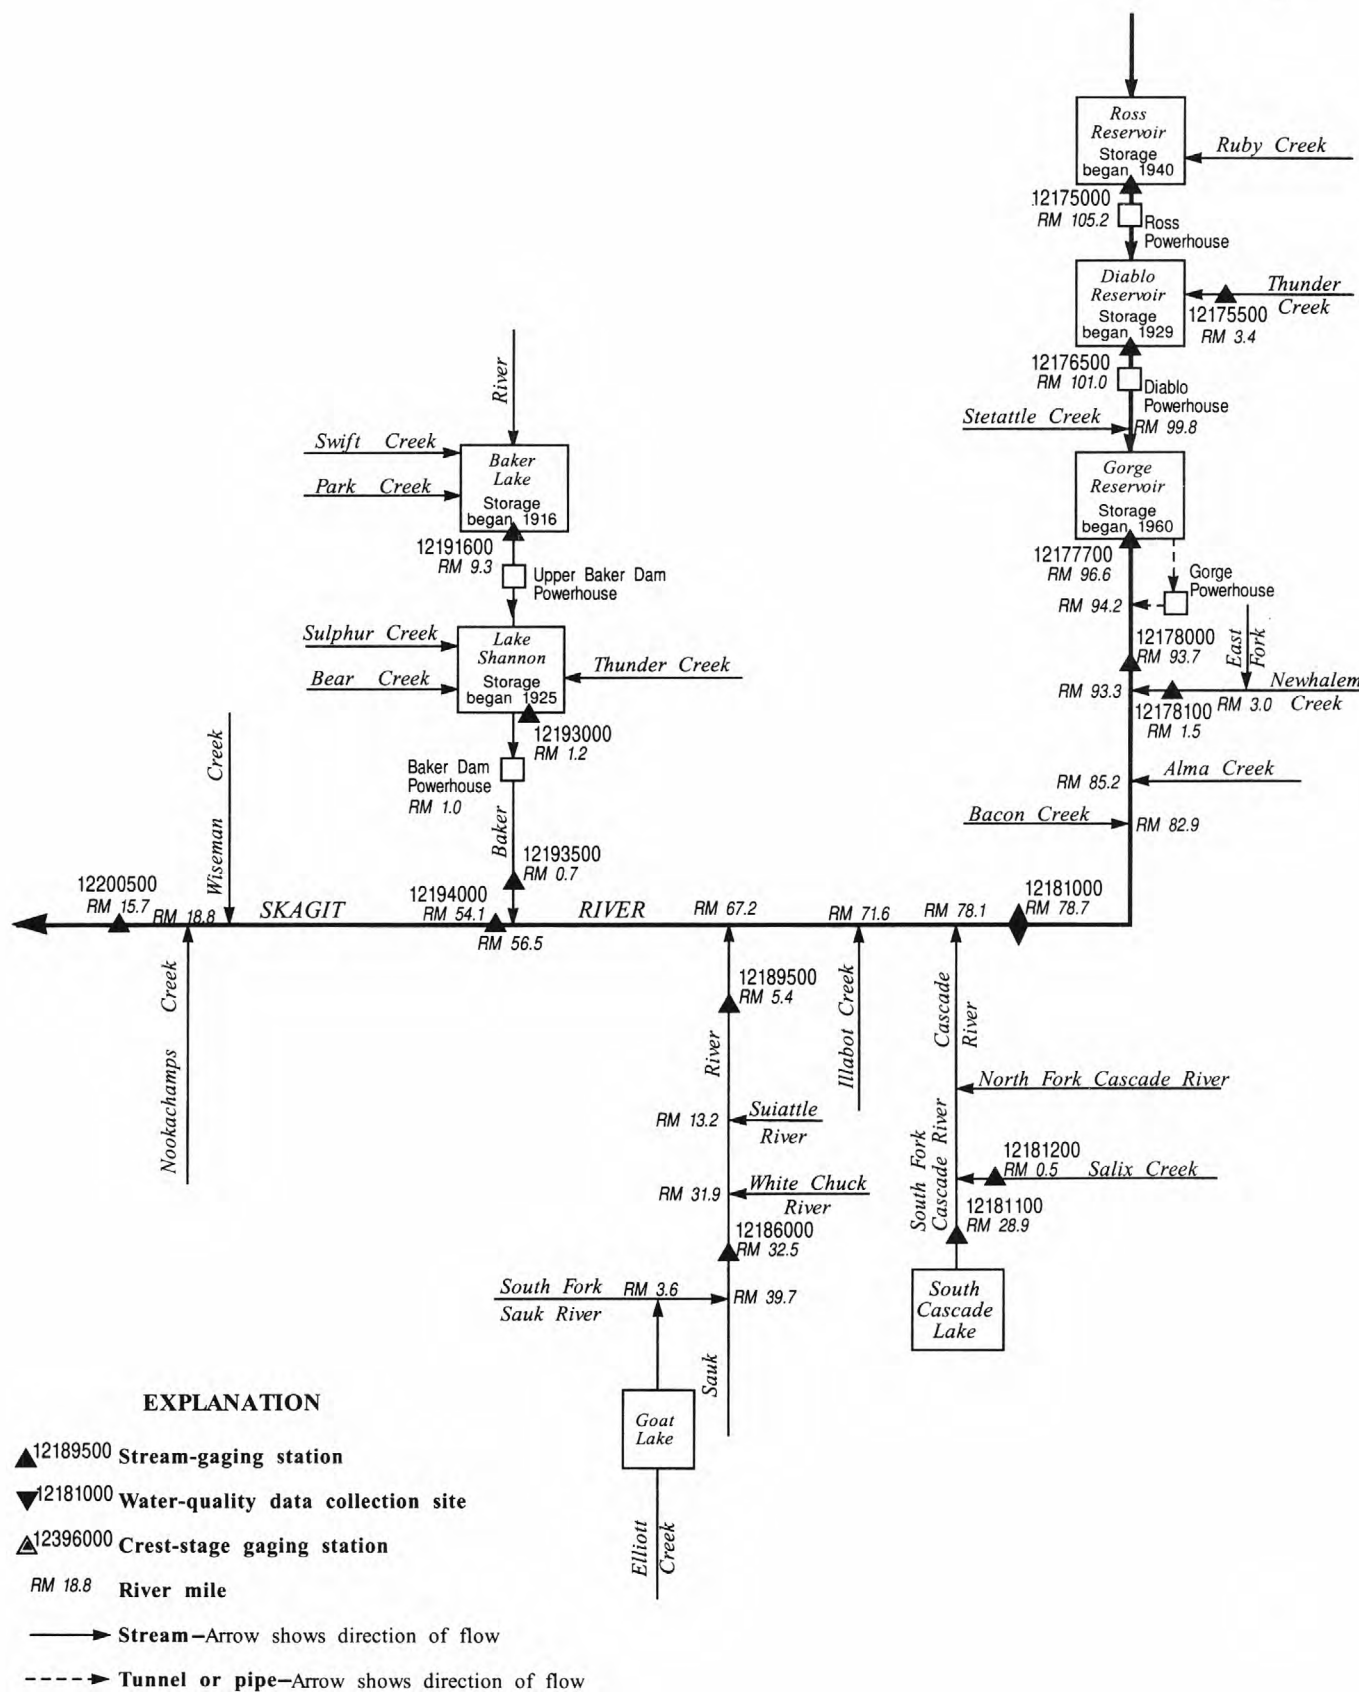 Ross
Reservoir
Storage
began 1940
Ruby Creek
12175000
RM 105.2
Ross
Powerhouse
Diablo
Reservoir
Storage
began 1929
Thunder
Creek
12175500
RM 3.4
12176500
RM 101.0
Diablo
Powerhouse
Stetattle Creek
RM 99.8
Gorge
Reservoir
Storage
began 1960
12177700
RM 96.6
Gorge
Powerhouse
RM 94.2
12178000
RM 93.7
East
Fork
RM 93.3
Newhalem
Creek
12178100
RM 1.5
RM 3.0
RM 85.2
Alma Creek
Bacon Creek
RM 82.9
River
Swift Creek
Park Creek
Baker
Lake
Storage
began 1916
12191600
RM 9.3
Upper Baker Dam
Powerhouse
Sulphur Creek
Bear Creek
Lake
Shannon
Storage
began 1925
Thunder Creek
12193000
RM 1.2
Baker Dam
Powerhouse
RM 1.0
Baker
12193500
RM 0.7
Wiseman Creek
12200500
RM 15.7
RM 18.8
SKAGIT
12194000
RM 54.1
RM 56.5
RIVER
RM 67.2
RM 71.6
RM 78.1
12181000
RM 78.7
Nookachamps Creek
12189500
RM 5.4
River
Illabot Creek
Cascade
River
North Fork Cascade River
RM 13.2
Suiattle
River
South Fork
Cascade River
12181200
RM 0.5
Salix Creek
RM 31.9
White Chuck
River
12181100
RM 28.9
12186000
RM 32.5
South Fork
Sauk River
RM 3.6
RM 39.7
South
Cascade
Lake
Sauk
Goat
Lake
Elliott
Creek
EXPLANATION
12189500 Stream-gaging station
12181000 Water-quality data collection site
12396000 Crest-stage gaging station
RM 18.8 River mile
Stream–Arrow shows direction of flow
Tunnel or pipe–Arrow shows direction of flow